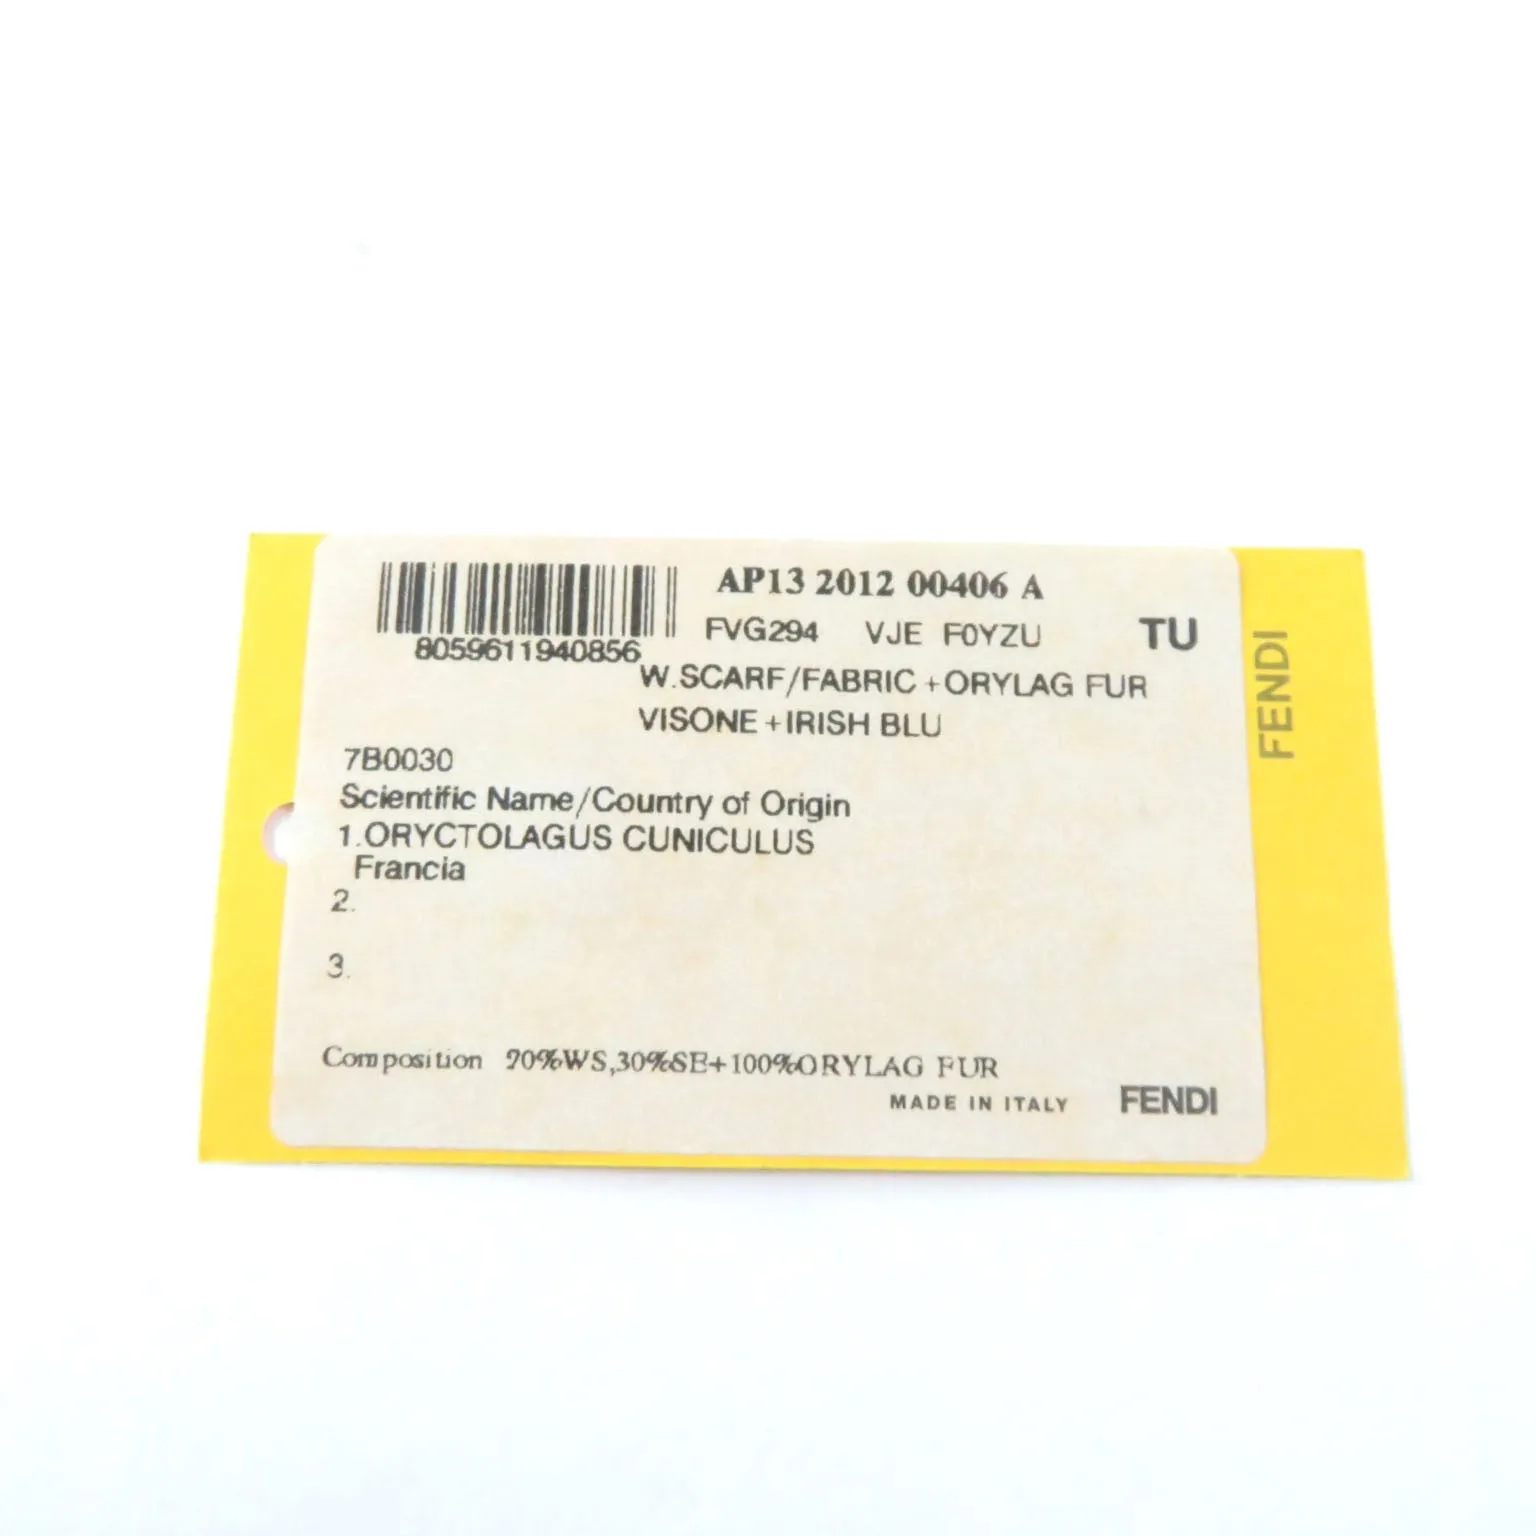 AP13 2012 00406 A
FVG294 VJE F0YZU TU
8059611940856
W.SCARF/FABRIC+ORYLAG FUR
VISONE+IRISH BLU
7B0030
Scientific Name/Country of Origin
1.ORYCTOLAGUS CUNICULUS
Francia
2.
3.
Composition 70%WS,30%SE+100%ORYLAG FUR
MADE IN ITALY FENDI
FENDI